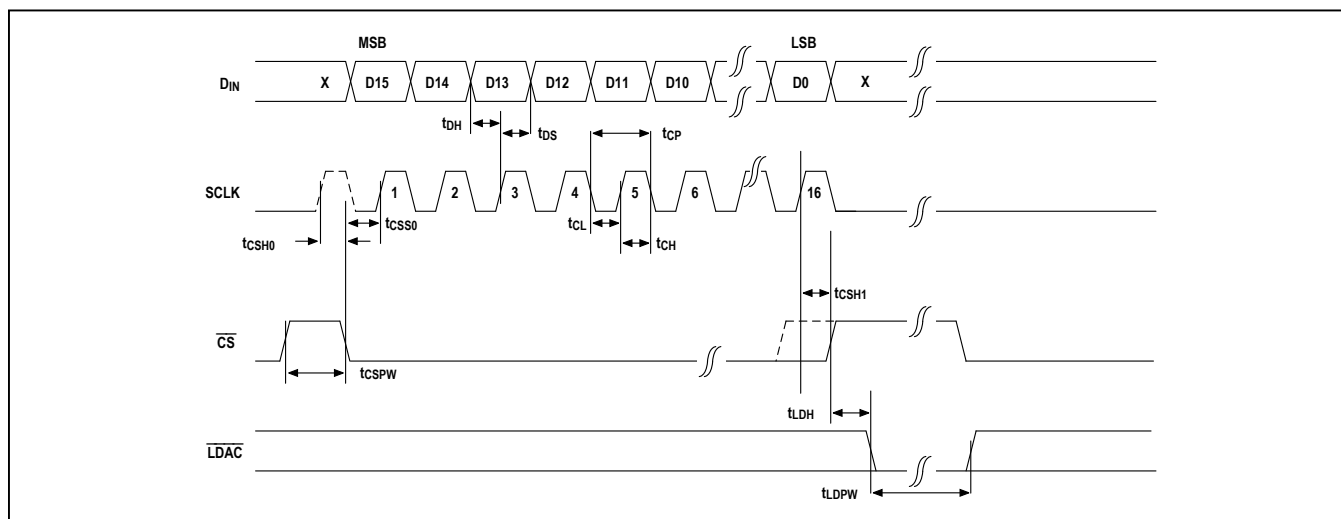 MSB LSB
DIN X D15 D14 D13 D12 D11 D10 D0 X
tDH tDS tCP
SCLK 1 2 3 4 5 6 16
tCSH0 tCSS0 tCL tCH
tCSH1
CS
tCSPW
tLDH
LDAC
tLDPW